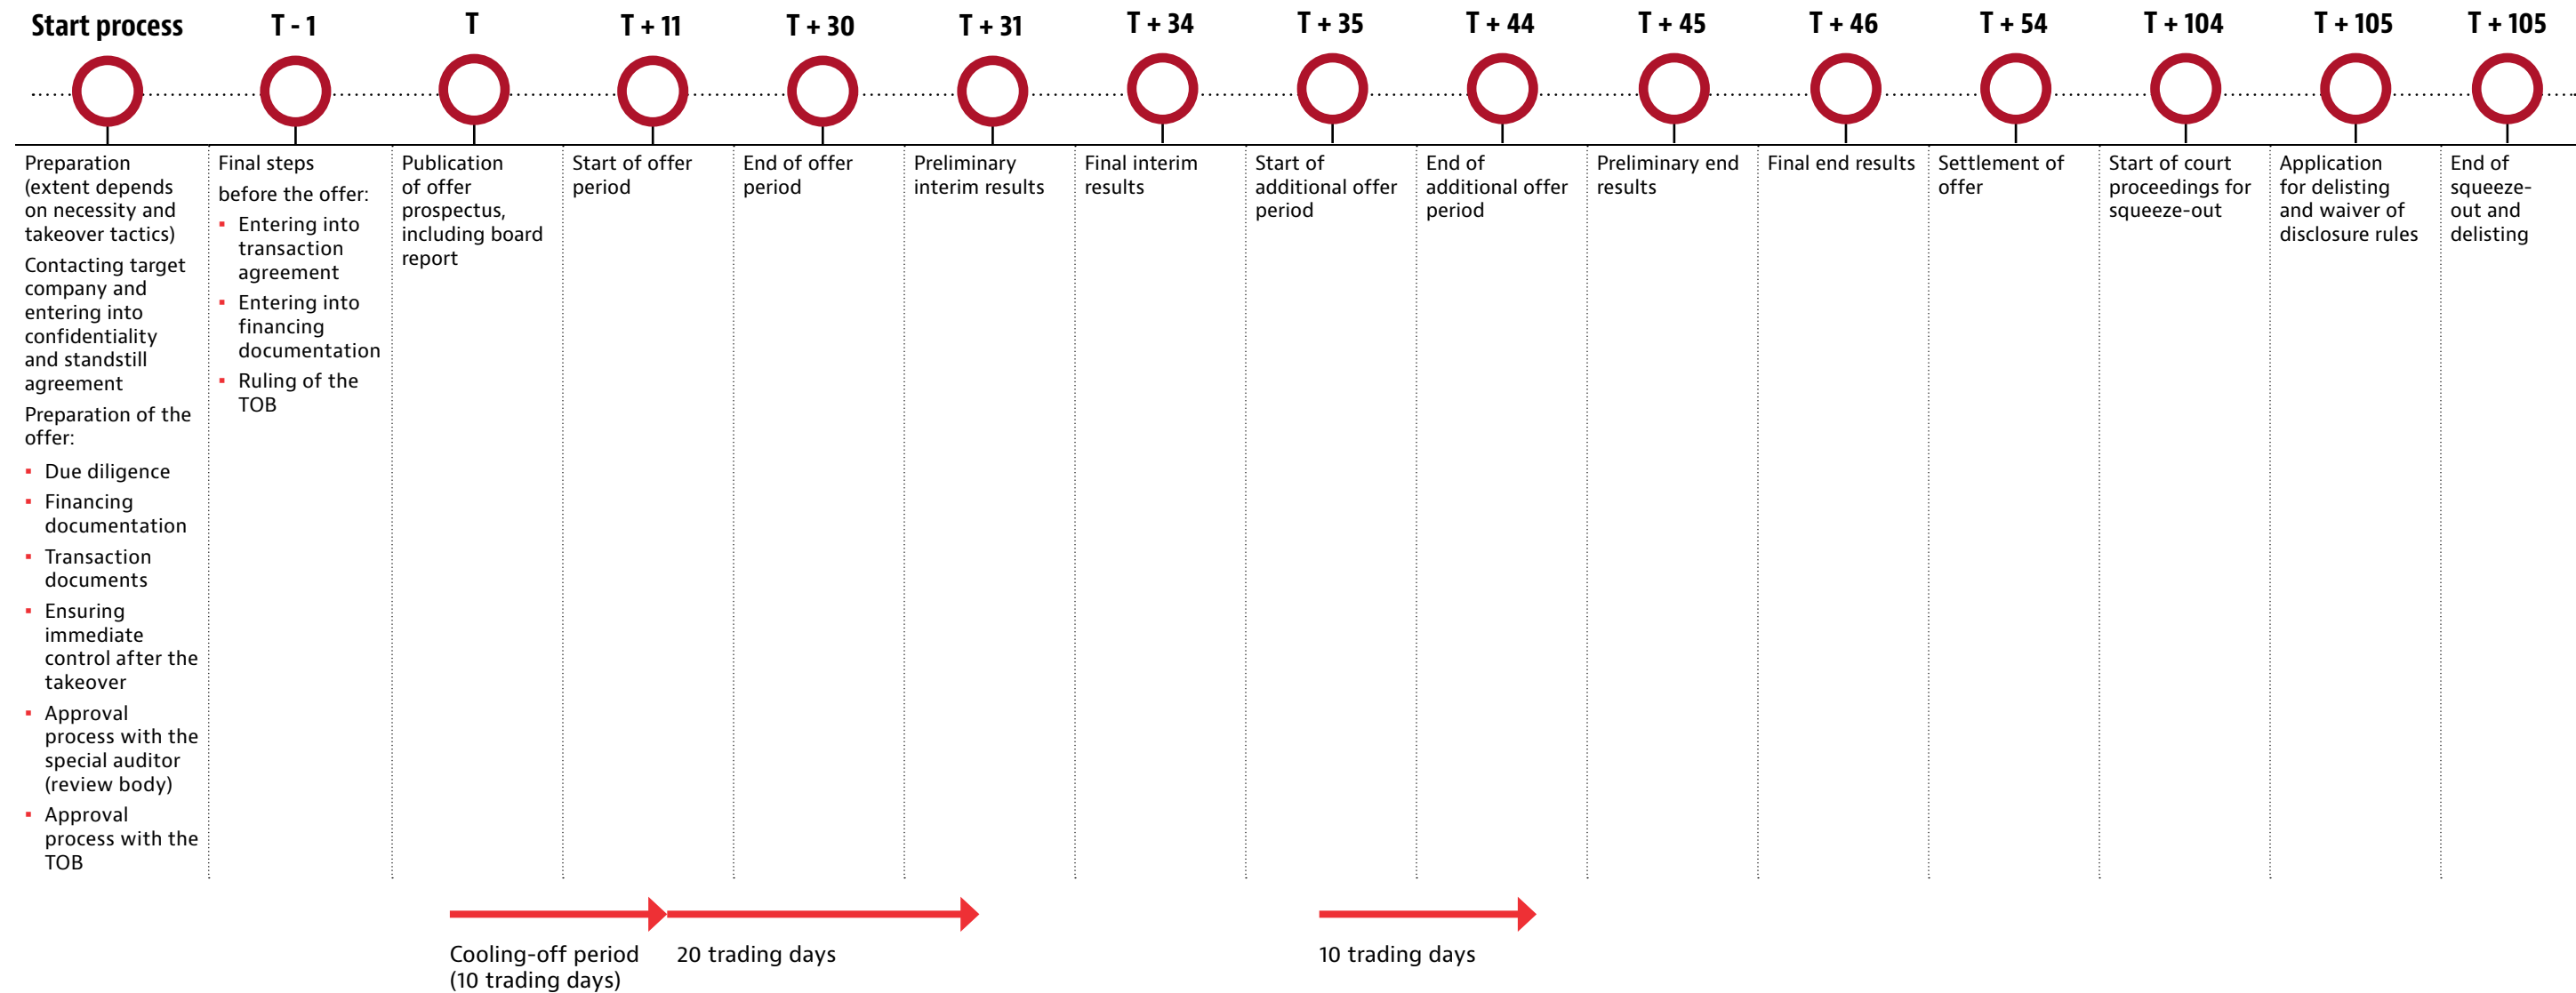 Start process
T - 1
T
T + 11
T + 30
T + 31
T + 34
T + 35
T + 44
T + 45
T + 46
T + 54
T + 104
T + 105
T + 105
Preparation
(extent depends
on necessity and
takeover tactics)
Contacting target
company and
entering into
confidentiality
and standstill
agreement
Preparation of the
offer:
▪ Due diligence
▪ Financing
documentation
▪ Transaction
documents
▪ Ensuring
immediate
control after the
takeover
▪ Approval
process with the
special auditor
(review body)
▪ Approval
process with the
TOB
Final steps
before the offer:
▪ Entering into
transaction
agreement
▪ Entering into
financing
documentation
▪ Ruling of the
TOB
Publication
of offer
prospectus,
including board
report
Start of offer
period
End of offer
period
Preliminary
interim results
Final interim
results
Start of
additional offer
period
End of
additional offer
period
Preliminary end
results
Final end results
Settlement of
offer
Start of court
proceedings for
squeeze-out
Application
for delisting
and waiver of
disclosure rules
End of
squeeze-
out and
delisting
Cooling-off period
(10 trading days)
20 trading days
10 trading days